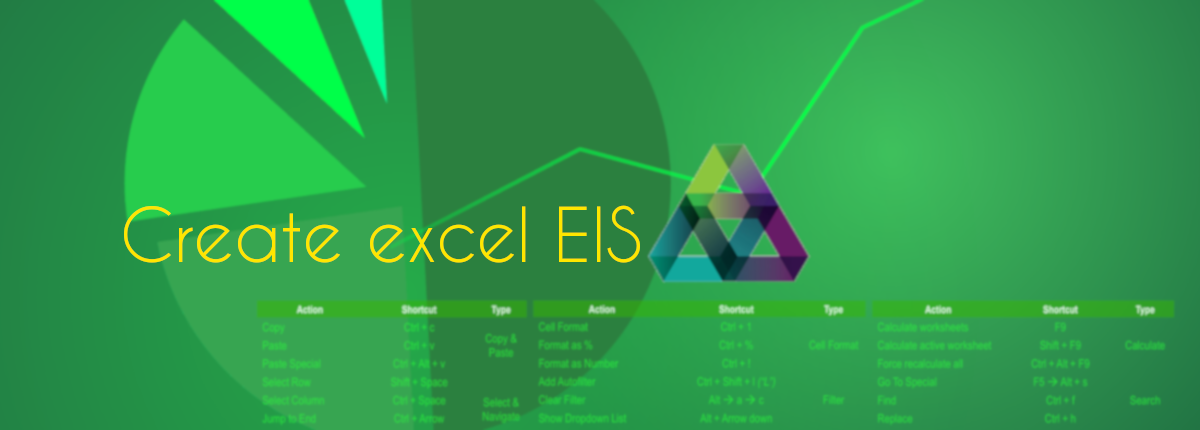 Create excel EIS
Action Shortcut Type
Copy Ctrl + c
Paste Ctrl + v
Paste Special Ctrl + Alt + v
Select Row Shift + Space
Select Column Ctrl + Space
Jump to End Ctrl + Arrow
Copy &
Paste
Select &
Navigate
Action Shortcut Type
Cell Format Ctrl + 1
Format as % Ctrl + % Cell Format
Format as Number Ctrl + !
Add Autofilter Ctrl + Shift + l ('L')
Clear Filter Alt → a → c Filter
Show Dropdown List Alt + Arrow down
Action Shortcut Type
Calculate worksheets F9
Calculate active worksheet Shift + F9 Calculate
Force recalculate all Ctrl + Alt + F9
Go To Special F5 → Alt + s
Find Ctrl + f Search
Replace Ctrl + h